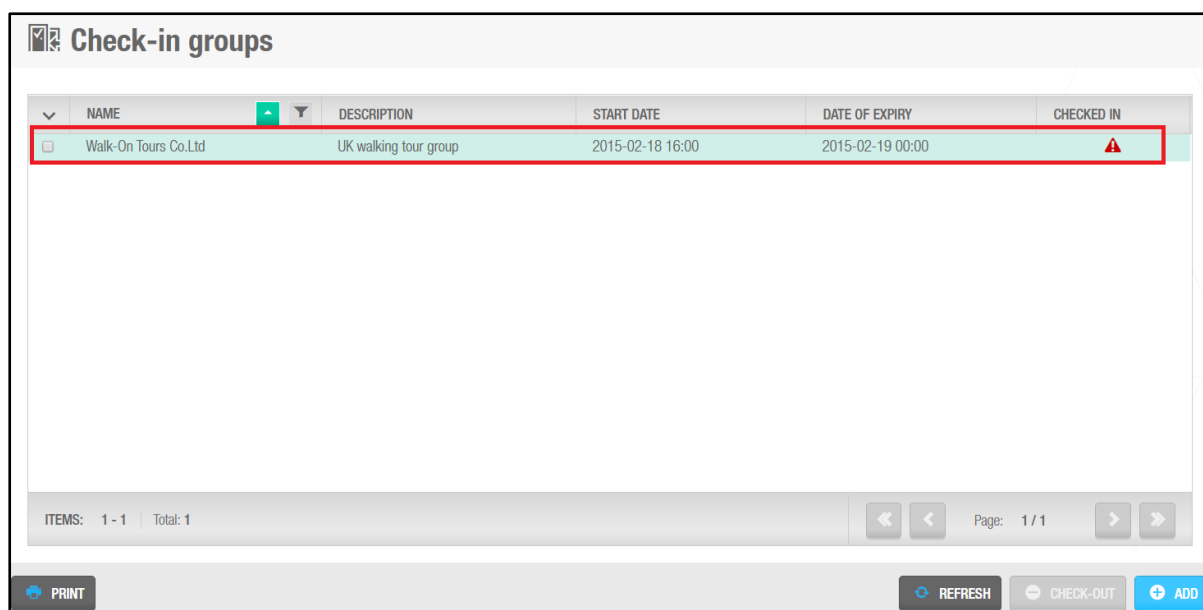 Check-in groups
NAME DESCRIPTION START DATE DATE OF EXPIRY CHECKED IN
Walk-On Tours Co.Ltd UK walking tour group 2015-02-18 16:00 2015-02-19 00:00
ITEMS: 1 - 1 Total: 1 Page: 1 / 1
PRINT REFRESH CHECK-OUT ADD